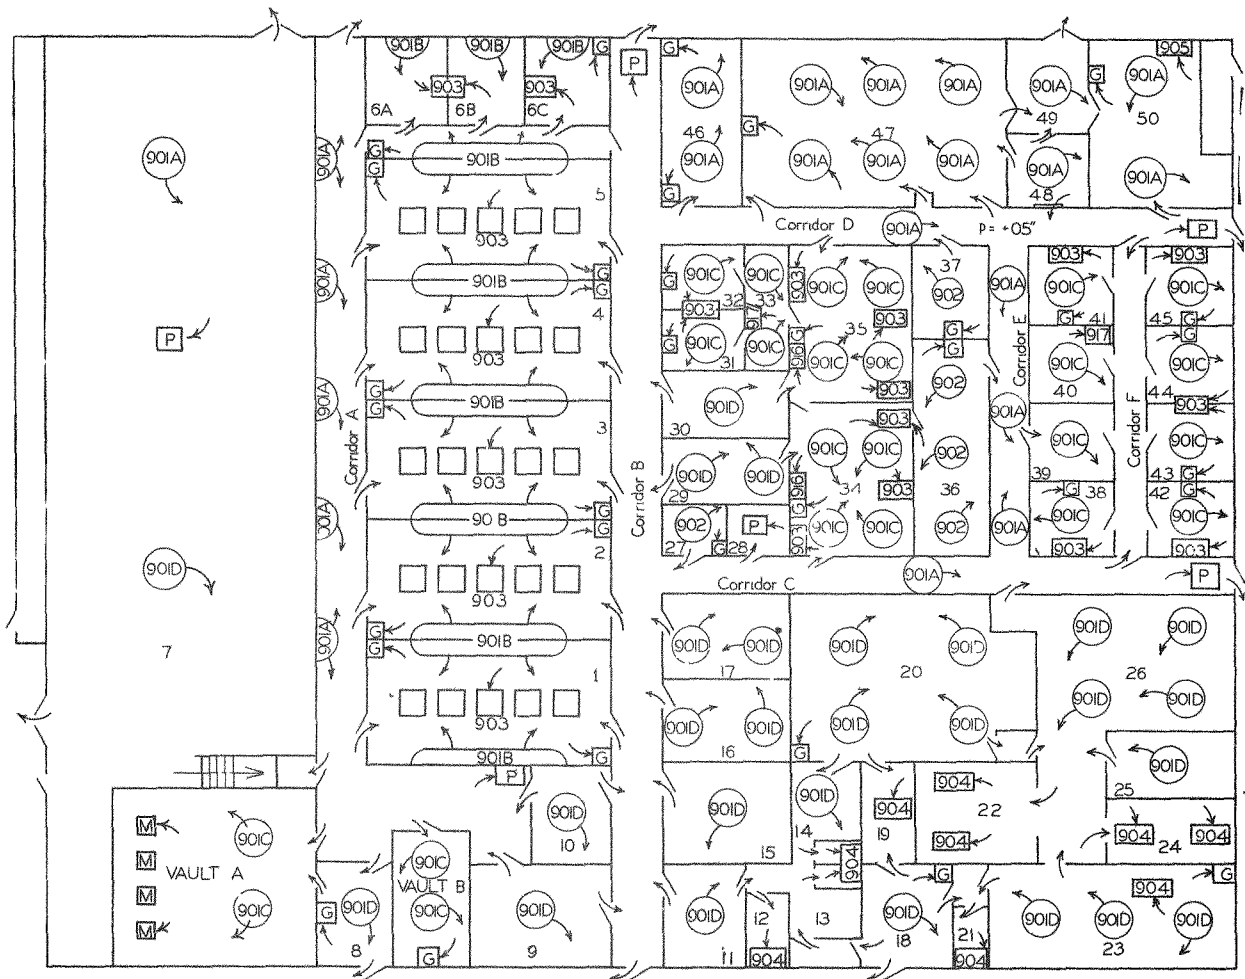 901B 901B 901B G
P
G
905
903 903
6A 6B 6C
901A 901A 901A 901A 901A G 901A
46 G 47 49 50
901A 901A G 901B
G
901A 901A 901A 901A 901A 901A
G 48
5
903
Corridor D 901A P = +.05" P
901A 901B G
G
4
903
G 901C 901C 903 901C 901C 37 901A 903 901C 903 901C
903 32 33 902
917 903 35
G 901C 901C 916 G 901C 901C G G 41 917 45 G G
31 901C 901C
Corridor E
Corridor A
901A G G 901B
3
903
901D 903 902 901A 40 44 903
30 903 901C Corridor F 901C
Corridor B
901D 901D 901C 901C 902
29 916 34 903 36 39 G 38 43 G 42 G
901A 90 B G
G
2
903
902 P G 901C 901C 902 901A 901C 901C
27 G 28 903 903 903
Corridor C 901A P
901D
7
901A G G 901B
1
903
901D 901D 901D 901D 901D 901D
17 20 26
901D 901D 901D 901D 901D 901D
16 G
901B G
P
M 901C 901D 901D 901D 904 904 22 901D
25
M 10 14 19 904 904 904
VAULT A 901C VAULT B 15 904 24
M
M 901C G 901D 901C 901D 901D 12 13 901D G 904 G
901D 901D 901D
8 G 9 11 904 18 21 904 23